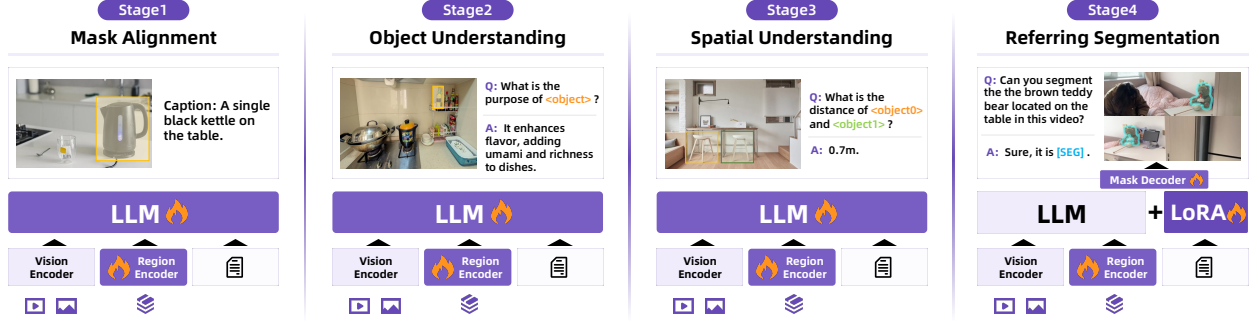 Stage1
Mask Alignment
Caption: A single
black kettle on
the table.
LLM
Vision
Encoder
Region
Encoder
Stage2
Object Understanding
Q: What is the
purpose of <object> ?
A: It enhances
flavor, adding
umami and richness
to dishes.
LLM
Vision
Encoder
Region
Encoder
Stage3
Spatial Understanding
Q: What is the
distance of <object0>
and <object1> ?
A: 0.7m.
LLM
Vision
Encoder
Region
Encoder
Stage4
Referring Segmentation
Q: Can you segment
the the brown teddy
bear located on the
table in this video?
A: Sure, it is [SEG] .
Mask Decoder
LLM
+ LoRA
Vision
Encoder
Region
Encoder